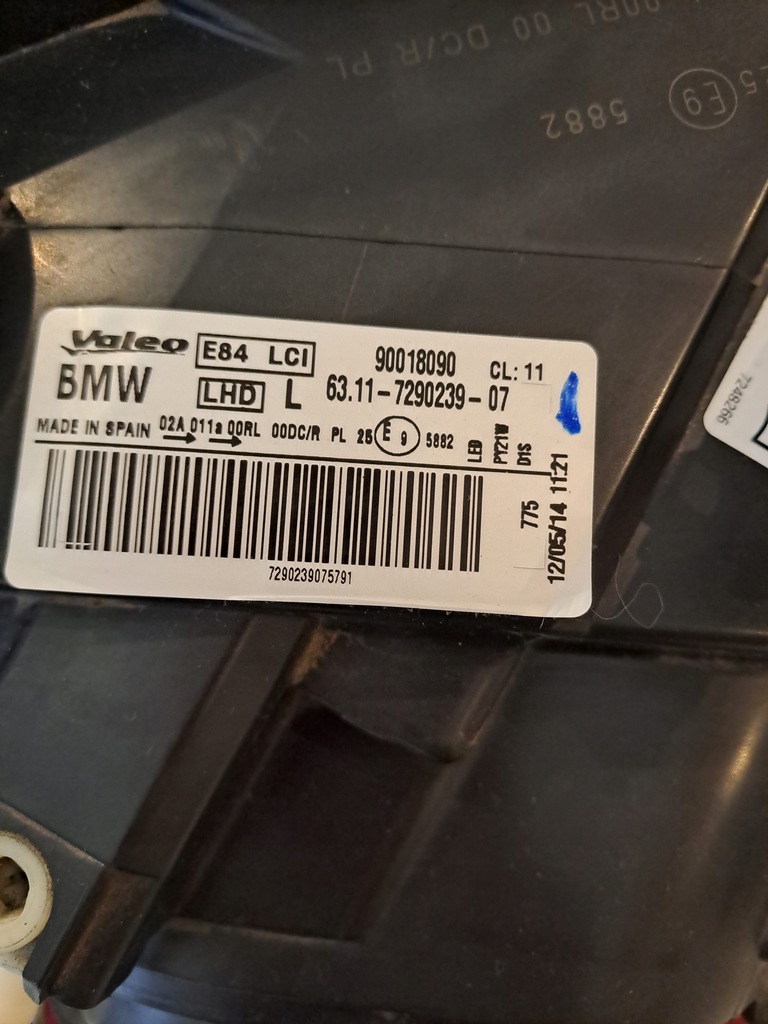 00RL 00 DC/R PL
25 E9 5882
Valeo E84 LCI 90018090 CL: 11
BMW LHD L 63.11-7290239-07
MADE IN SPAIN 02A 011a 00RL 00DC/R PL 25 E 9 5882
LED
PY21W
D1S
775
12/05/14 11:21
7290239075791
7248266